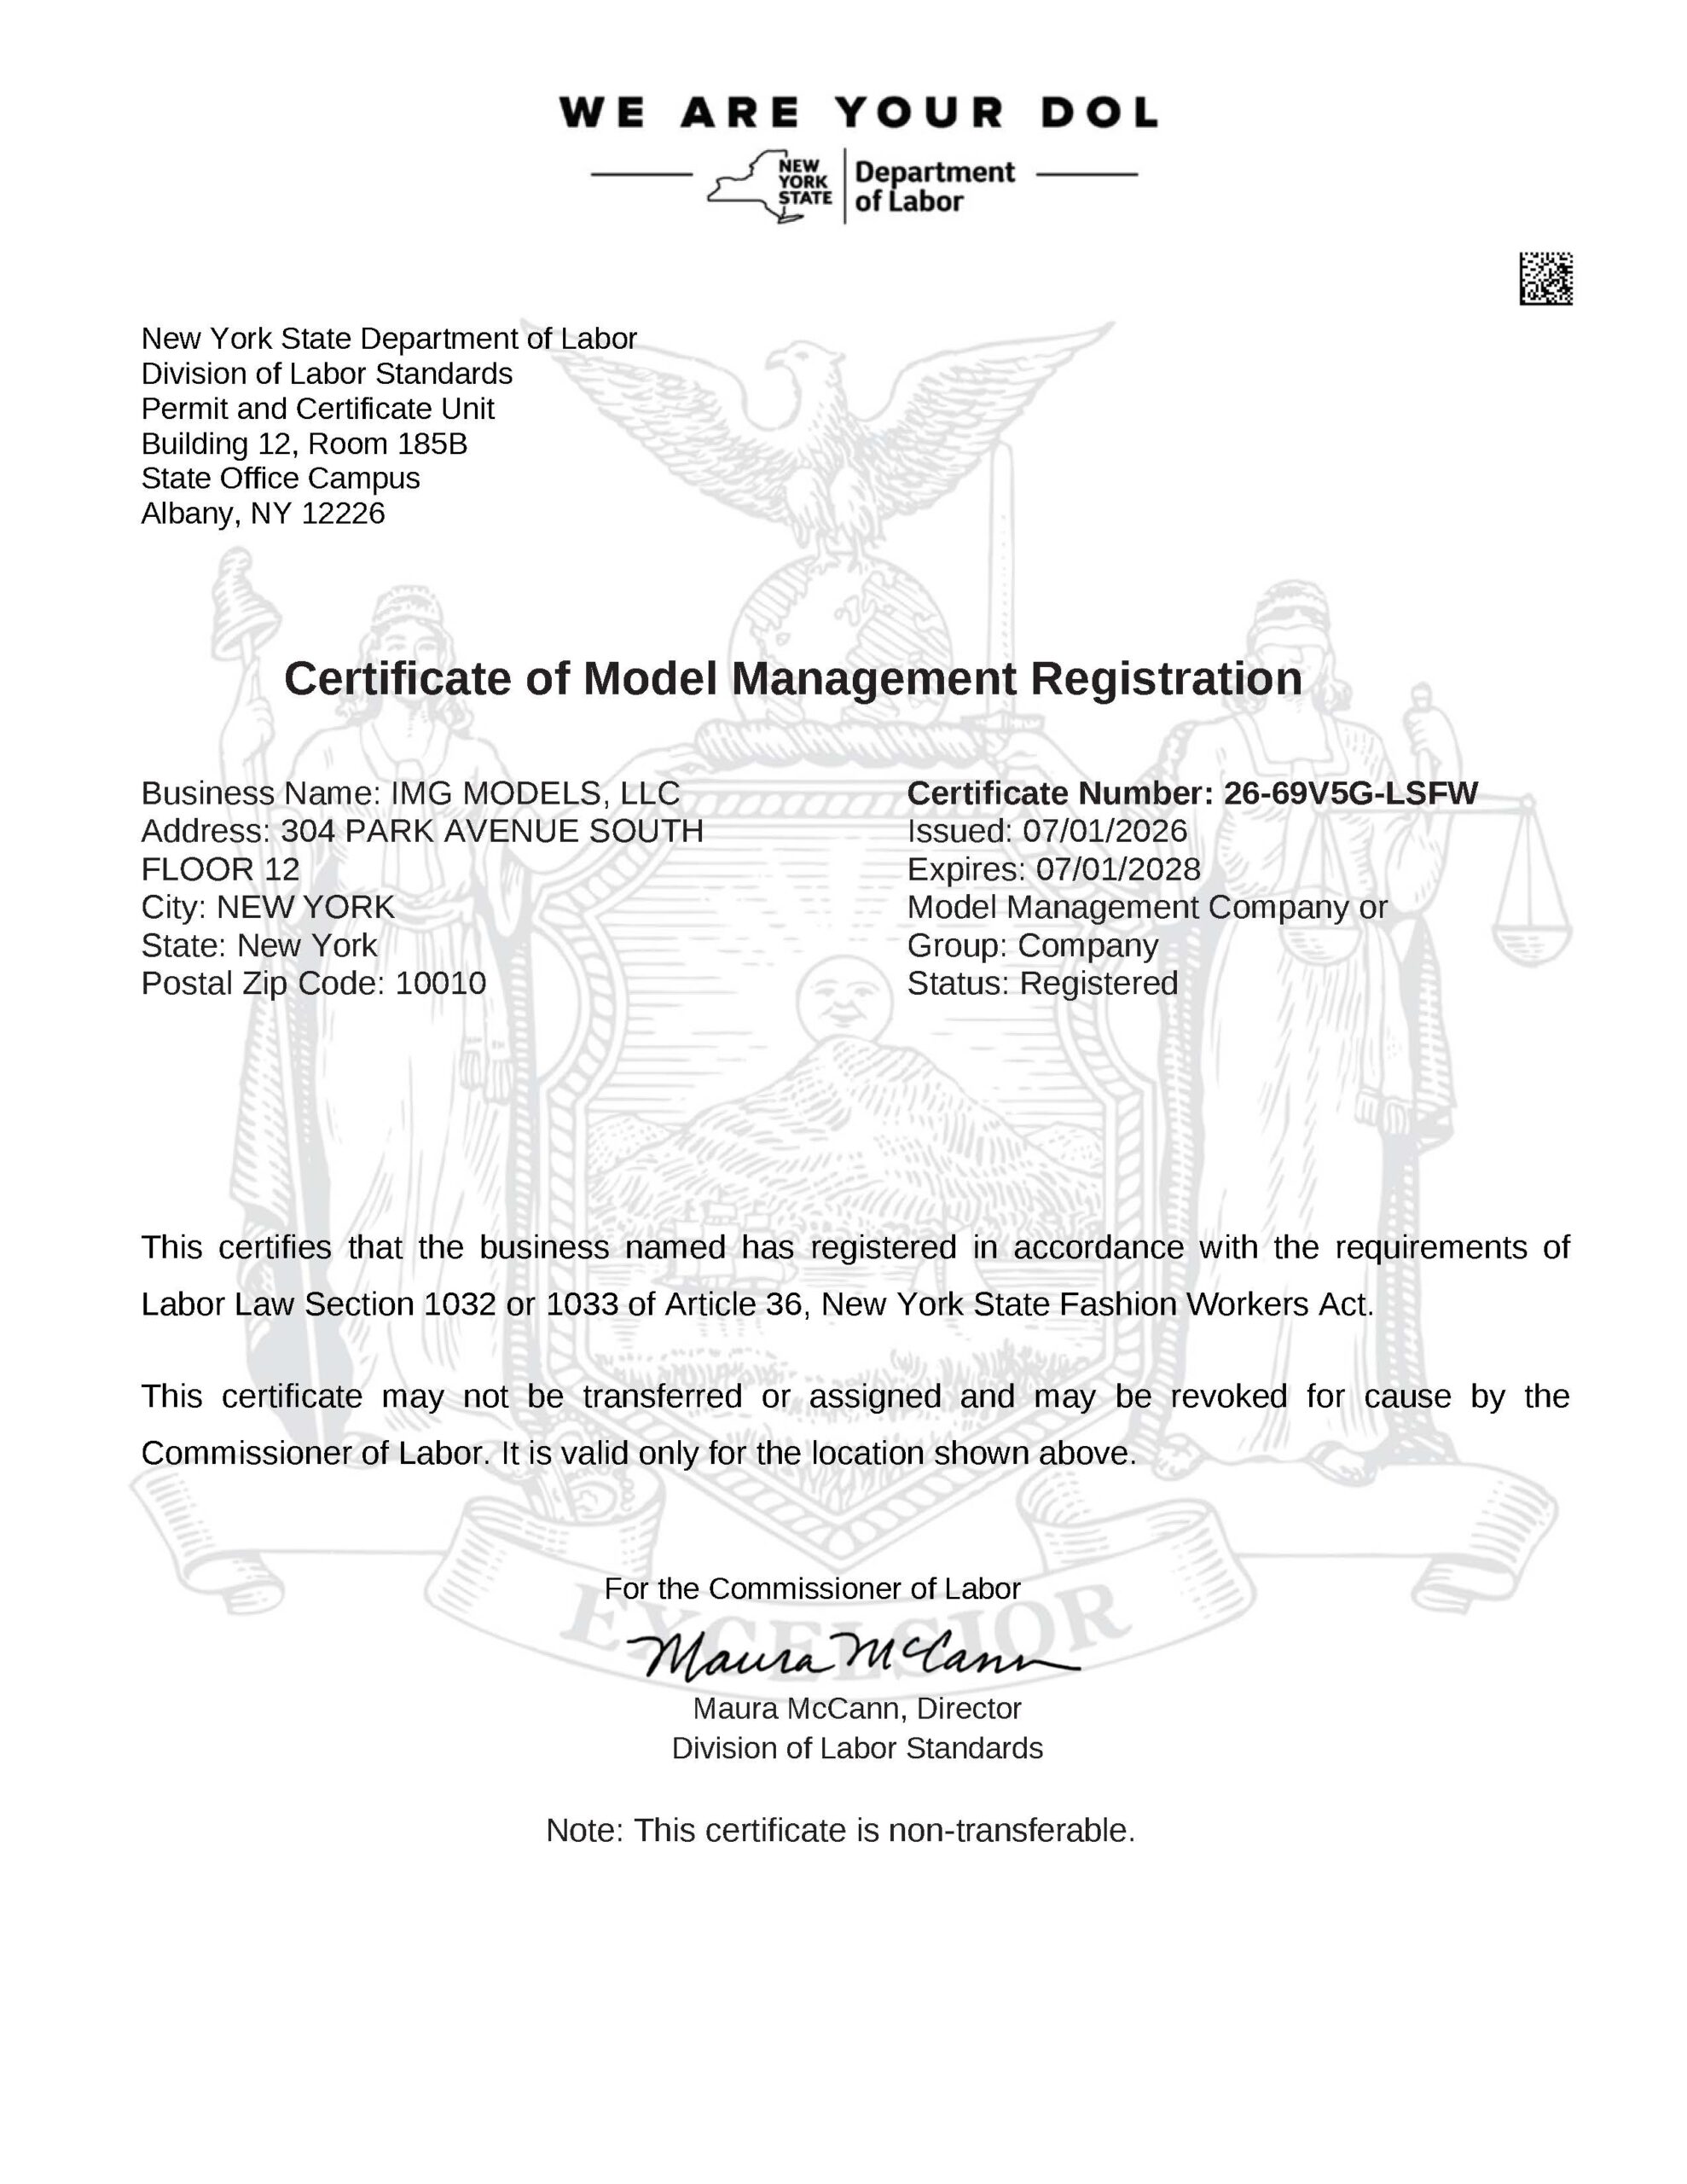 WE ARE YOUR DOL
NEW
YORK
STATE
Department
of Labor
New York State Department of Labor
Division of Labor Standards
Permit and Certificate Unit
Building 12, Room 185B
State Office Campus
Albany, NY 12226
Certificate of Model Management Registration
Business Name: IMG MODELS, LLC
Address: 304 PARK AVENUE SOUTH
FLOOR 12
City: NEW YORK
State: New York
Postal Zip Code: 10010
Certificate Number: 26-69V5G-LSFW
Issued: 07/01/2026
Expires: 07/01/2028
Model Management Company or
Group: Company
Status: Registered
This certifies that the business named has registered in accordance with the requirements of
Labor Law Section 1032 or 1033 of Article 36, New York State Fashion Workers Act.
This certificate may not be transferred or assigned and may be revoked for cause by the
Commissioner of Labor. It is valid only for the location shown above.
For the Commissioner of Labor
EXCELSIOR
Maura McCann
Maura McCann, Director
Division of Labor Standards
Note: This certificate is non-transferable.